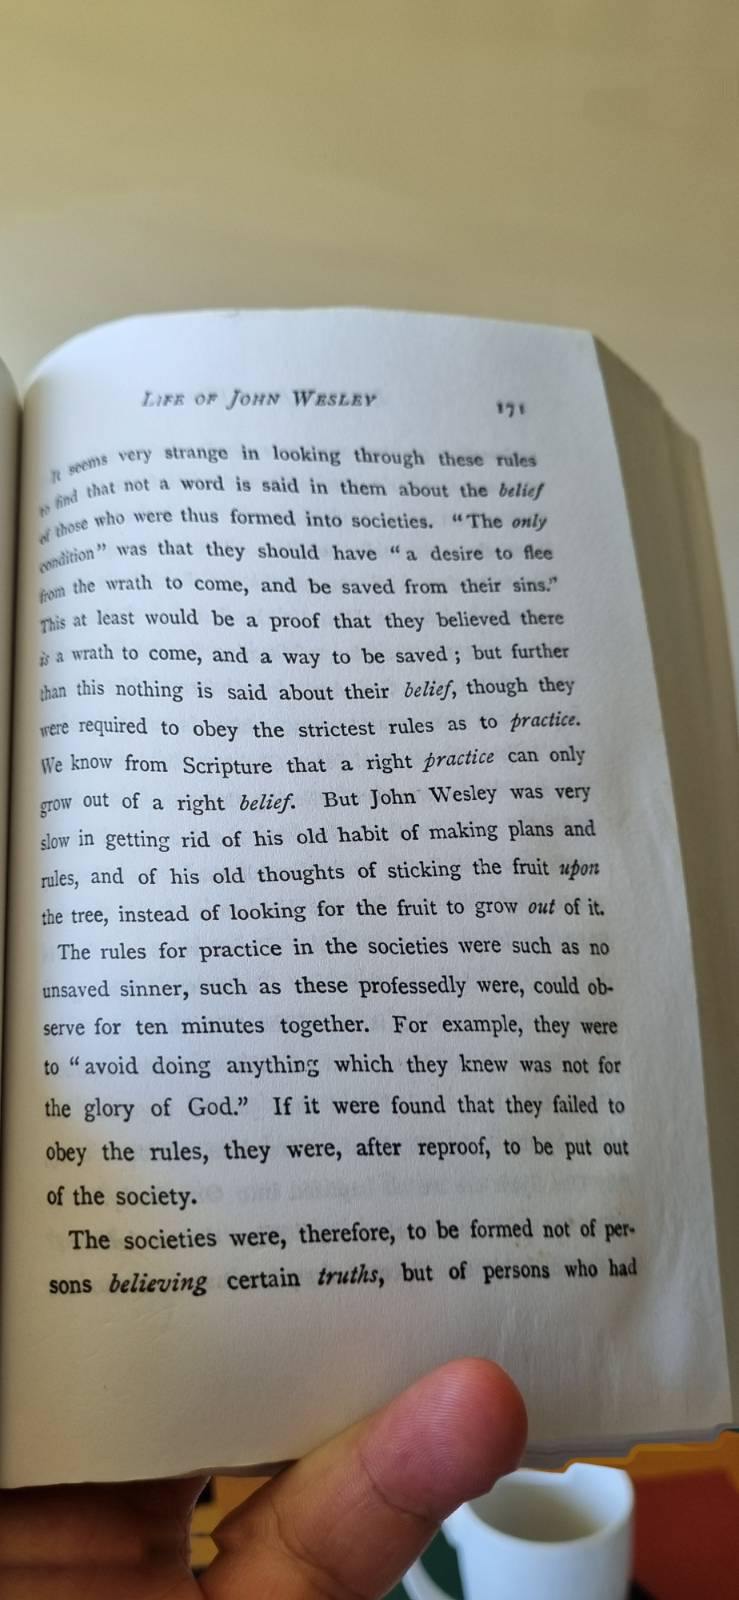 LIFE OF JOHN WESLEY 171
It seems very strange in looking through these rules
to find that not a word is said in them about the belief
of those who were thus formed into societies. “The only
condition” was that they should have “a desire to flee
from the wrath to come, and be saved from their sins.”
This at least would be a proof that they believed there
is a wrath to come, and a way to be saved; but further
than this nothing is said about their belief, though they
were required to obey the strictest rules as to practice.
We know from Scripture that a right practice can only
grow out of a right belief. But John Wesley was very
slow in getting rid of his old habit of making plans and
rules, and of his old thoughts of sticking the fruit upon
the tree, instead of looking for the fruit to grow out of it.
The rules for practice in the societies were such as no
unsaved sinner, such as these professedly were, could ob-
serve for ten minutes together. For example, they were
to “avoid doing anything which they knew was not for
the glory of God.” If it were found that they failed to
obey the rules, they were, after reproof, to be put out
of the society.
The societies were, therefore, to be formed not of per-
sons believing certain truths, but of persons who had